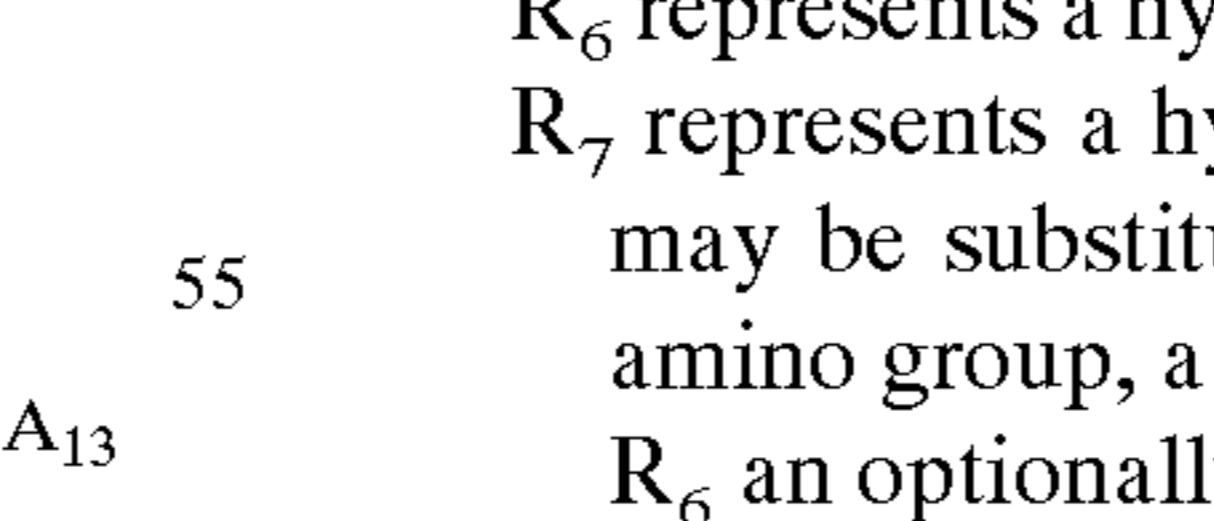 R₆ represents a hy
R₇ represents a hy
may be substitu
55
amino group, a
A₁₃
R₆ an optionall